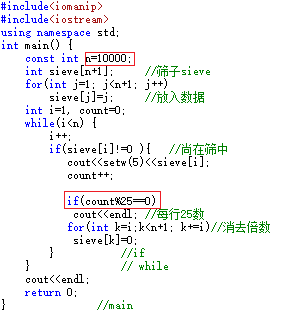 #include<iomanip>
#include<iostream>
using namespace std;
int main() {
const int n=10000;
int sieve[n+1]; //筛子sieve
for(int j=1; j<n+1; j++)
sieve[j]=j; //放入数据
int i=1, count=0;
while(i<n) {
i++;
if(sieve[i]!=0 ){ //尚在筛中
cout<<setw(5)<<sieve[i];
count++;
if(count%25==0)
cout<<endl; //每行25数
for(int k=i;k<n+1; k+=i)//消去倍数
sieve[k]=0;
} //if
} // while
cout<<endl;
return 0;
} //main